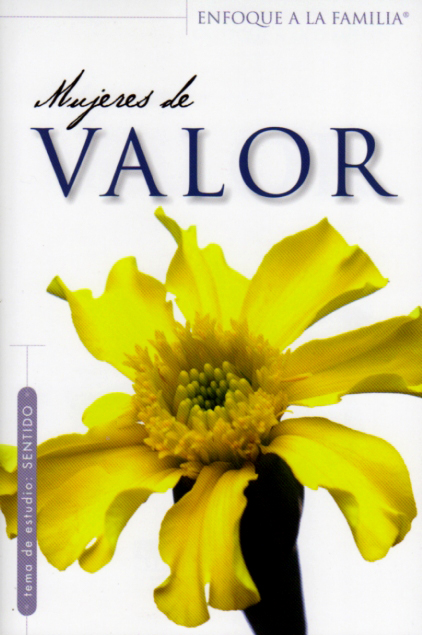 ENFOQUE A LA FAMILIA®
Mujeres de
VALOR
tema de estudio: SENTIDO